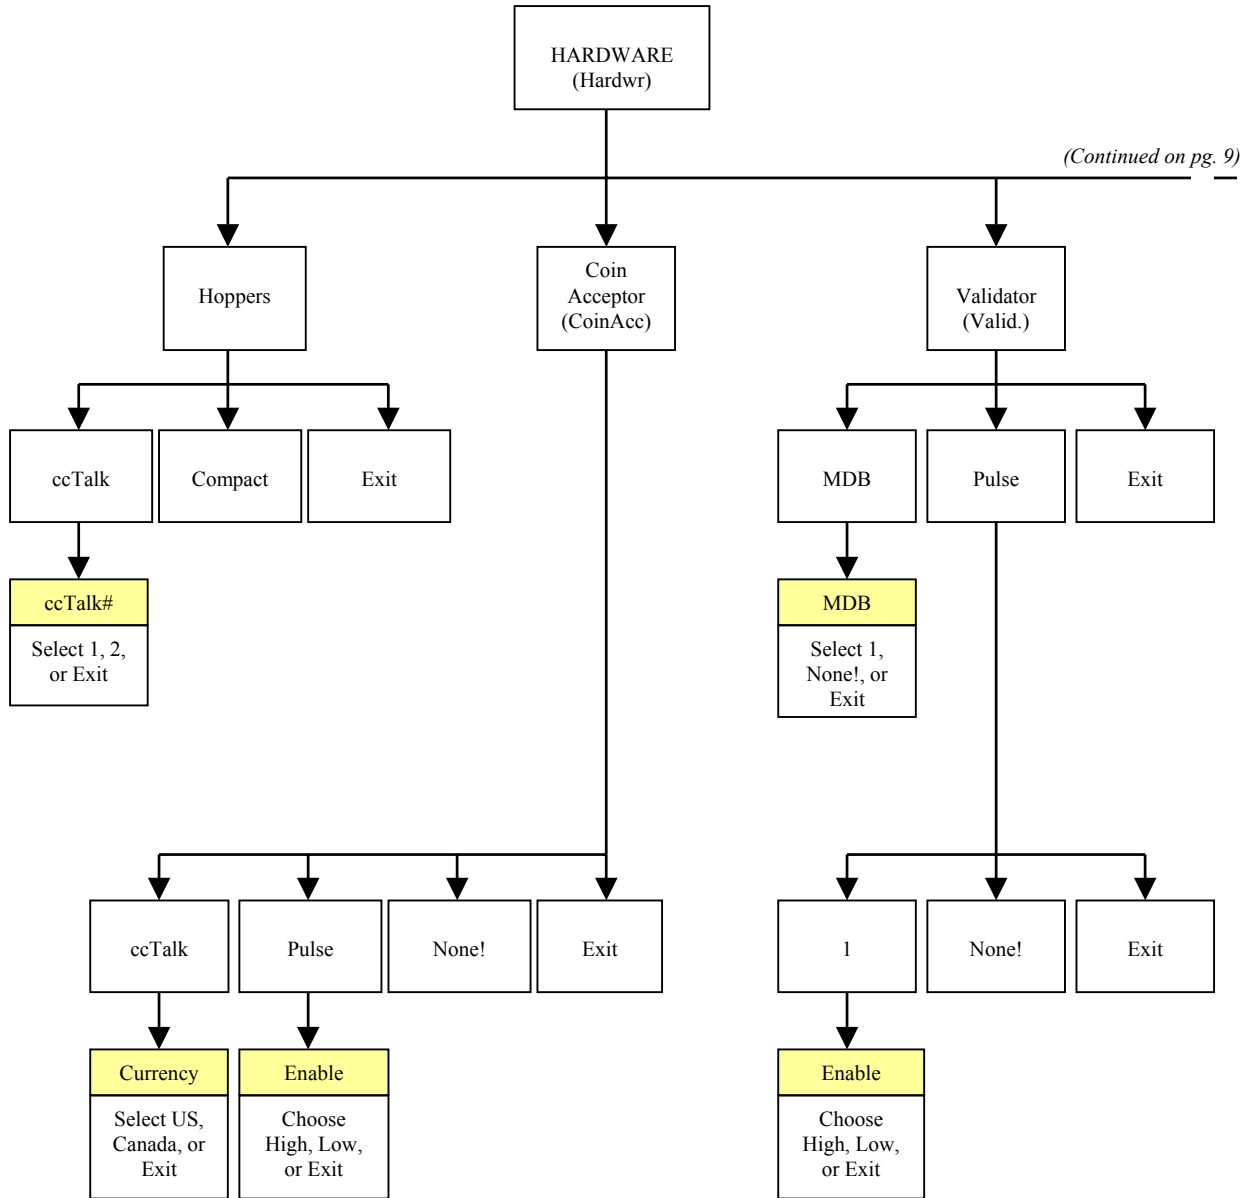 HARDWARE
(Hardwr)
(Continued on pg. 9)
Hoppers
Coin
Acceptor
(CoinAcc)
Validator
(Valid.)
ccTalk
Compact
Exit
MDB
Pulse
Exit
ccTalk#
Select 1, 2,
or Exit
MDB
Select 1,
None!, or
Exit
ccTalk
Pulse
None!
Exit
1
None!
Exit
Currency
Select US,
Canada, or
Exit
Enable
Choose
High, Low,
or Exit
Enable
Choose
High, Low,
or Exit